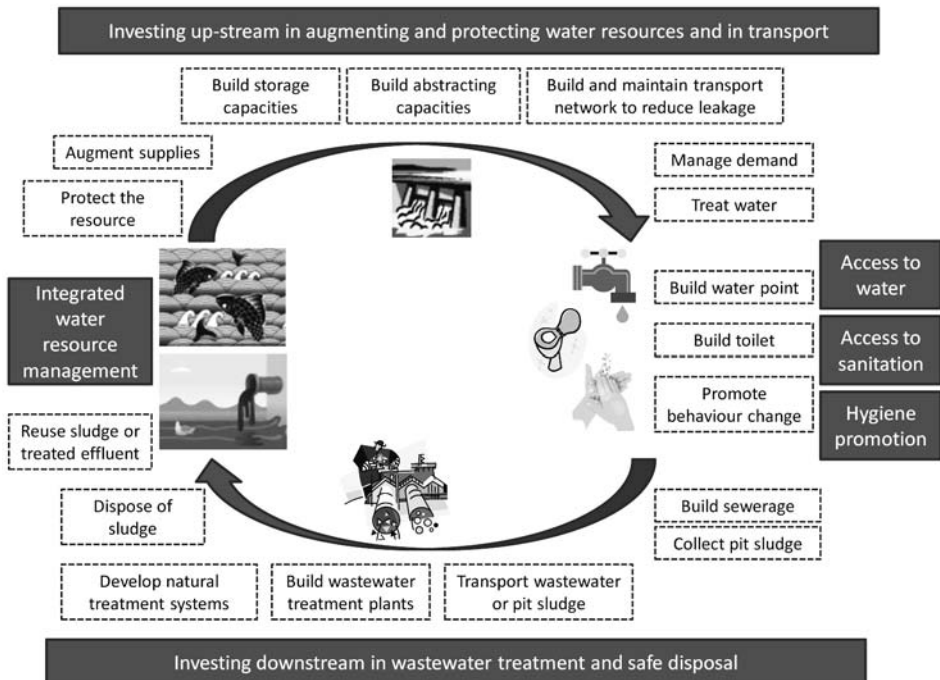 Investing up-stream in augmenting and protecting water resources and in transport
Build storage
capacities
Build abstracting
capacities
Build and maintain transport
network to reduce leakage
Augment supplies
Protect the
resource
Manage demand
Treat water
Integrated
water
resource
management
Build water point
Access to
water
Build toilet
Access to
sanitation
Promote
behaviour change
Hygiene
promotion
Reuse sludge or
treated effluent
Dispose of
sludge
Build sewerage
Collect pit sludge
Develop natural
treatment systems
Build wastewater
treatment plants
Transport wastewater
or pit sludge
Investing downstream in wastewater treatment and safe disposal